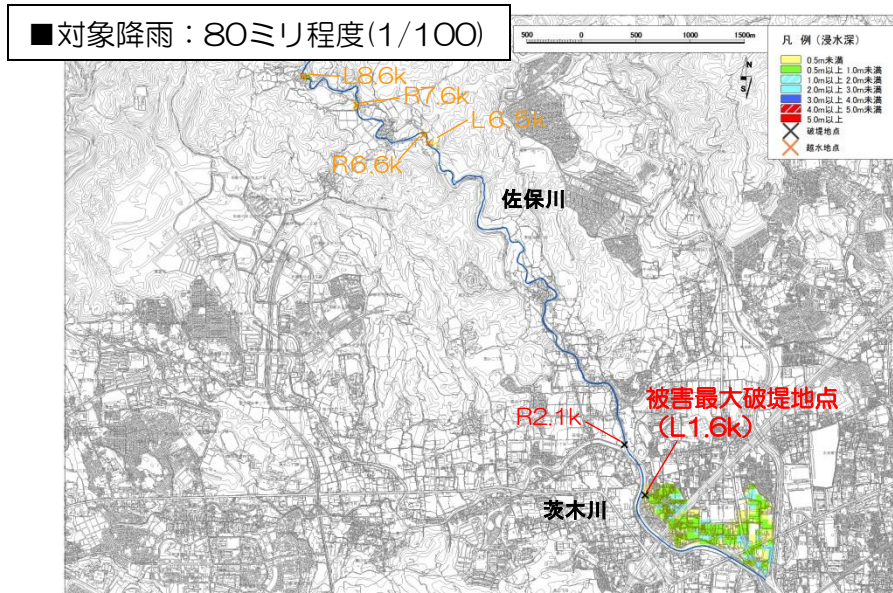 ■対象降雨：80ミリ程度(1/100)
500 0 500 1000 1500m
凡 例 (浸水深)
0.5m未満
0.5m以上 1.0m未満
1.0m以上 2.0m未満
2.0m以上 3.0m未満
3.0m以上 4.0m未満
4.0m以上 5.0m未満
5.0m以上
破堤地点
越水地点
N
S
L8.6k
R7.6k
L6.5k
R6.6k
佐保川
被害最大破堤地点
(L1.6k)
R2.1k
茨木川